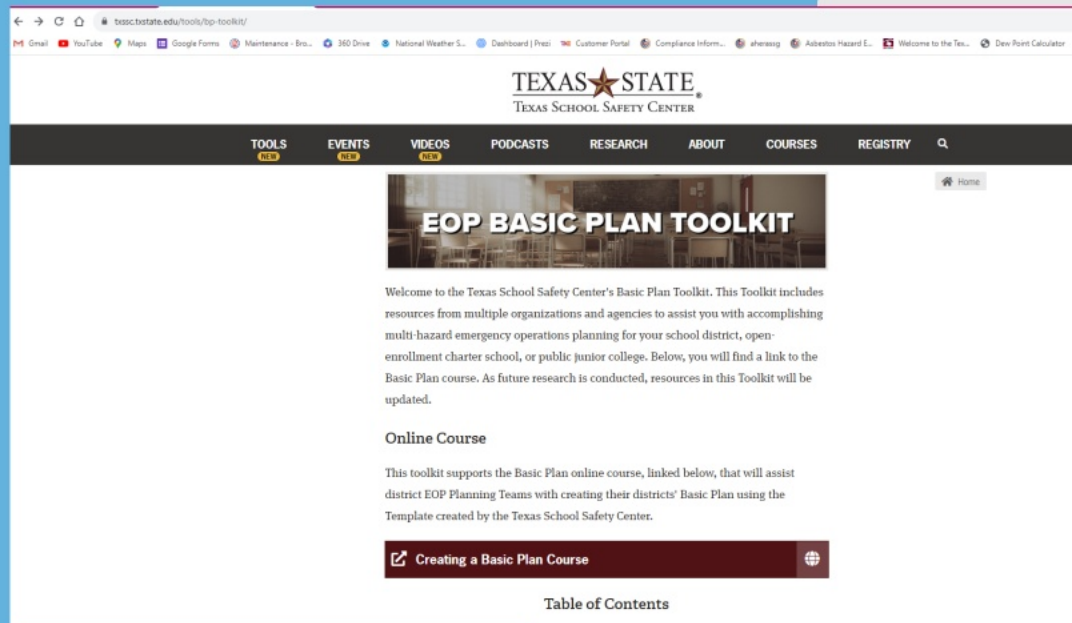 txssc.txstate.edu/tools/bp-toolkit/
Gmail YouTube Maps Google Forms Maintenance - Bro... 360 Drive National Weather S... Dashboard | Prezi Customer Portal Compliance Inform... aherassg Asbestos Hazard E... Welcome to the Tex... Dew Point Calculator
TEXAS STATE®
TEXAS SCHOOL SAFETY CENTER
TOOLS EVENTS VIDEOS PODCASTS RESEARCH ABOUT COURSES REGISTRY
NEW NEW NEW
Home
EOP BASIC PLAN TOOLKIT
Welcome to the Texas School Safety Center's Basic Plan Toolkit. This Toolkit includes
resources from multiple organizations and agencies to assist you with accomplishing
multi-hazard emergency operations planning for your school district, open-
enrollment charter school, or public junior college. Below, you will find a link to the
Basic Plan course. As future research is conducted, resources in this Toolkit will be
updated.
Online Course
This toolkit supports the Basic Plan online course, linked below, that will assist
district EOP Planning Teams with creating their districts' Basic Plan using the
Template created by the Texas School Safety Center.
Creating a Basic Plan Course
Table of Contents